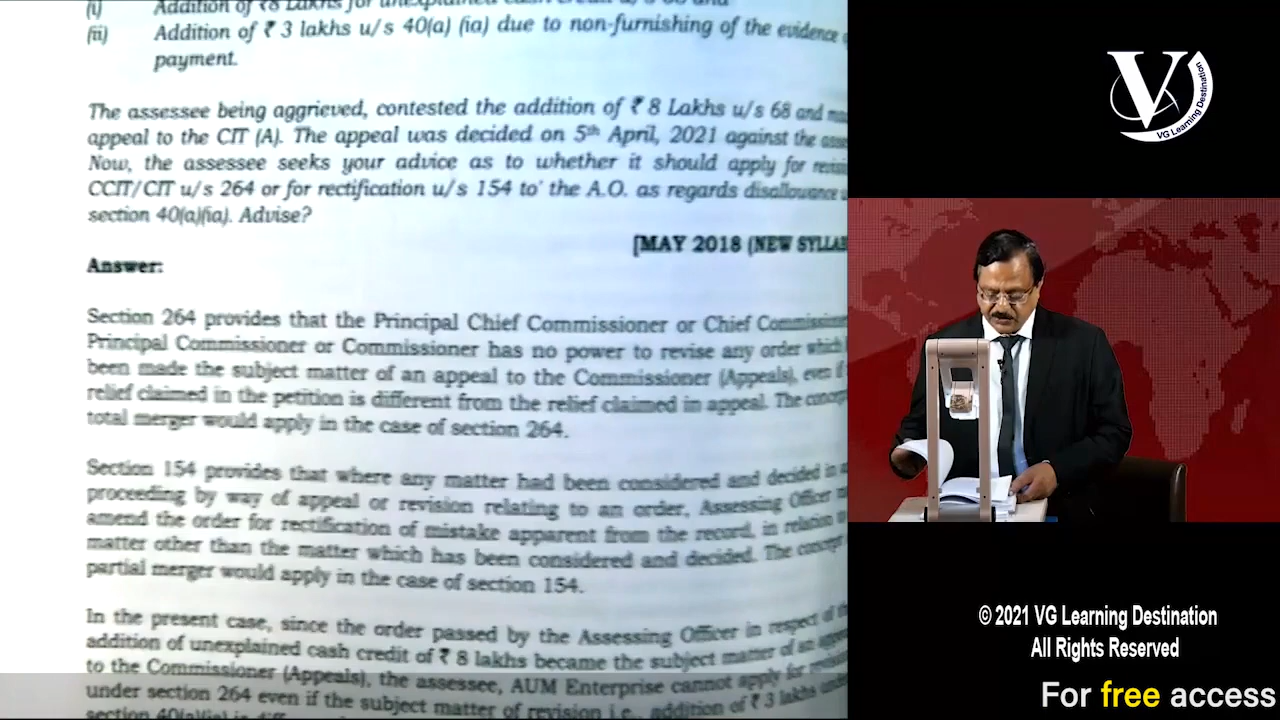 (i) Addition of ₹8 Lakhs for unexplained cash credit u/s 68 and
(ii) Addition of ₹ 3 lakhs u/s 40(a) (ia) due to non-furnishing of the evidence
payment.
The assessee being aggrieved, contested the addition of ₹ 8 Lakhs u/s 68 and
appeal to the CIT (A). The appeal was decided on 5th April, 2021 against the
Now, the assessee seeks your advice as to whether it should apply for
CCIT/CIT u/s 264 or for rectification u/s 154 to' the A.O. as regards disallowance
section 40(a)(ia). Advise?
[MAY 2018 (NEW
Answer:
Section 264 provides that the Principal Chief Commissioner or Chief
Principal Commissioner or Commissioner has no power to revise any order which
been made the subject matter of an appeal to the Commissioner (Appeals), even if
relief claimed in the petition is different from the relief claimed in appeal. The
total merger would apply in the case of section 264.
Section 154 provides that where any matter had been considered and decided in
proceeding by way of appeal or revision relating to an order, Assessing Officer
amend the order for rectification of mistake apparent from the record, in relation
matter other than the matter which has been considered and decided. The
partial merger would apply in the case of section 154.
In the present case, since the order passed by the Assessing Officer in respect of
addition of unexplained cash credit of ₹ 8 lakhs became the subject matter of an
to the Commissioner (Appeals), the assessee, AUM Enterprise cannot apply for
under section 264 even if the subject matter of revision i.e., addition of ₹ 3 lakhs
section 40(a)(ia) is
V
VG Learning Destination
© 2021 VG Learning Destination
All Rights Reserved
For free access